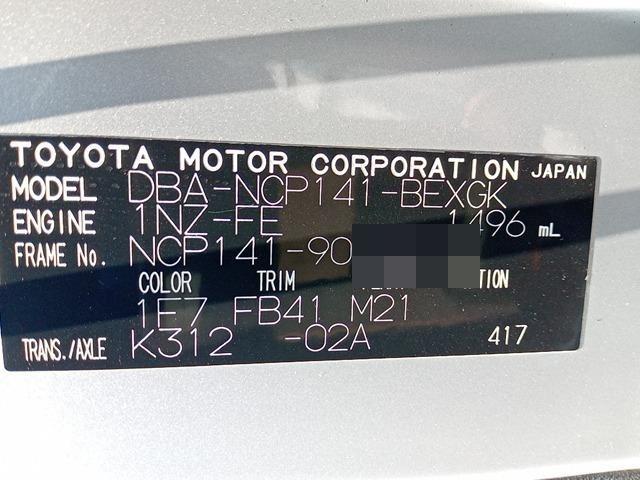 TOYOTA MOTOR CORPORATION JAPAN
MODEL DBA-NCP141-BEXGK
ENGINE 1NZ-FE 1496 mL
FRAME No. NCP141-90
COLOR TRIM
1E7 FB41 M21
TRANS./AXLE K312 -02A 417